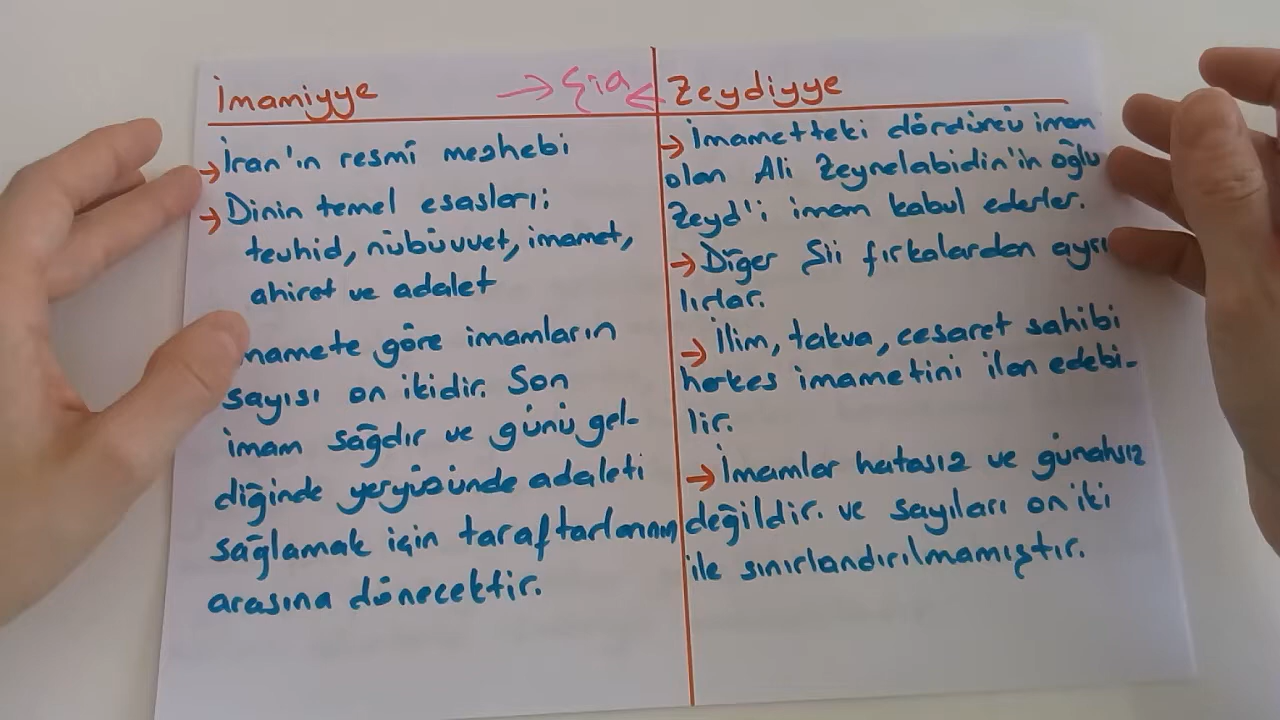 İmamiyye
→ Şia ←
→ İran'ın resmî mezhebi
→ Dinin temel esasları:
tevhid, nübüvvet, imamet,
ahiret ve adalet
namete göre imamların
sayısı on ikidir. Son
imam sağdır ve günü gel-
diğinde yeryüzünde adaleti
sağlamak için taraftarlarının
arasına dönecektir.
Zeydiyye
→ İmametteki dördüncü imam
olan Ali Zeynelabidin'in oğlu
Zeyd'i imam kabul ederler.
→ Diğer Şii fırkalardan ayrı
lırlar.
→ İlim, takva, cesaret sahibi
herkes imametini ilan edebi-
lir.
→ İmamlar hatasız ve günahsız
değildir. ve sayıları on iki
ile sınırlandırılmamıştır.